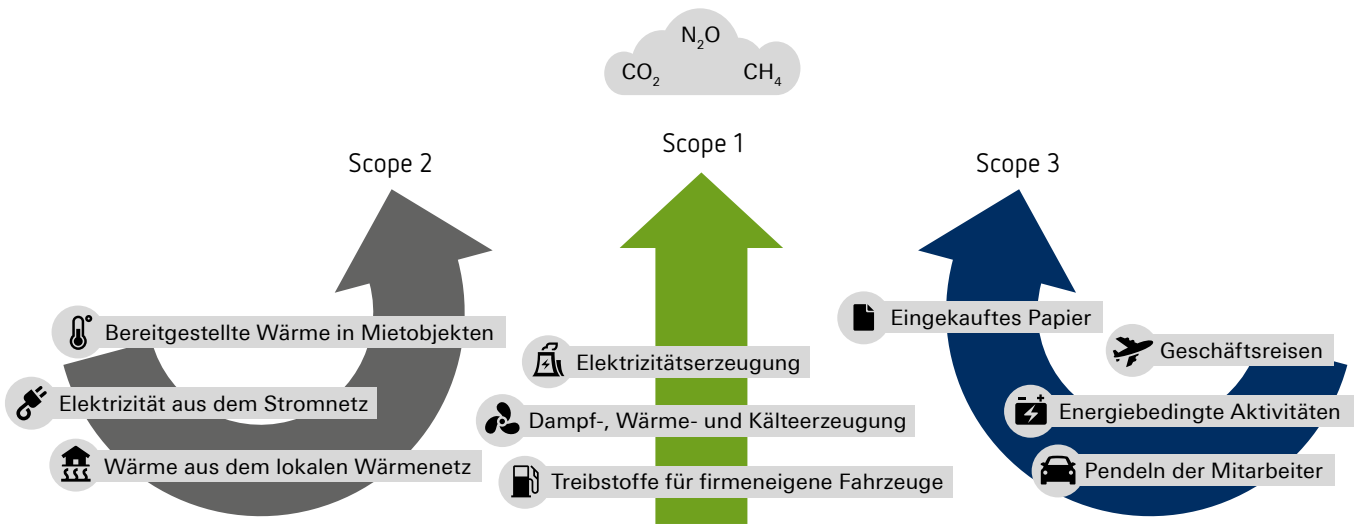 N₂O
CO₂ CH₄
Scope 2
Scope 1
Scope 3
Bereitgestellte Wärme in Mietobjekten
Elektrizität aus dem Stromnetz
Wärme aus dem lokalen Wärmenetz
Elektrizitätserzeugung
Dampf-, Wärme- und Kälteerzeugung
Treibstoffe für firmeneigene Fahrzeuge
Eingekauftes Papier
Geschäftsreisen
Energiebedingte Aktivitäten
Pendeln der Mitarbeiter